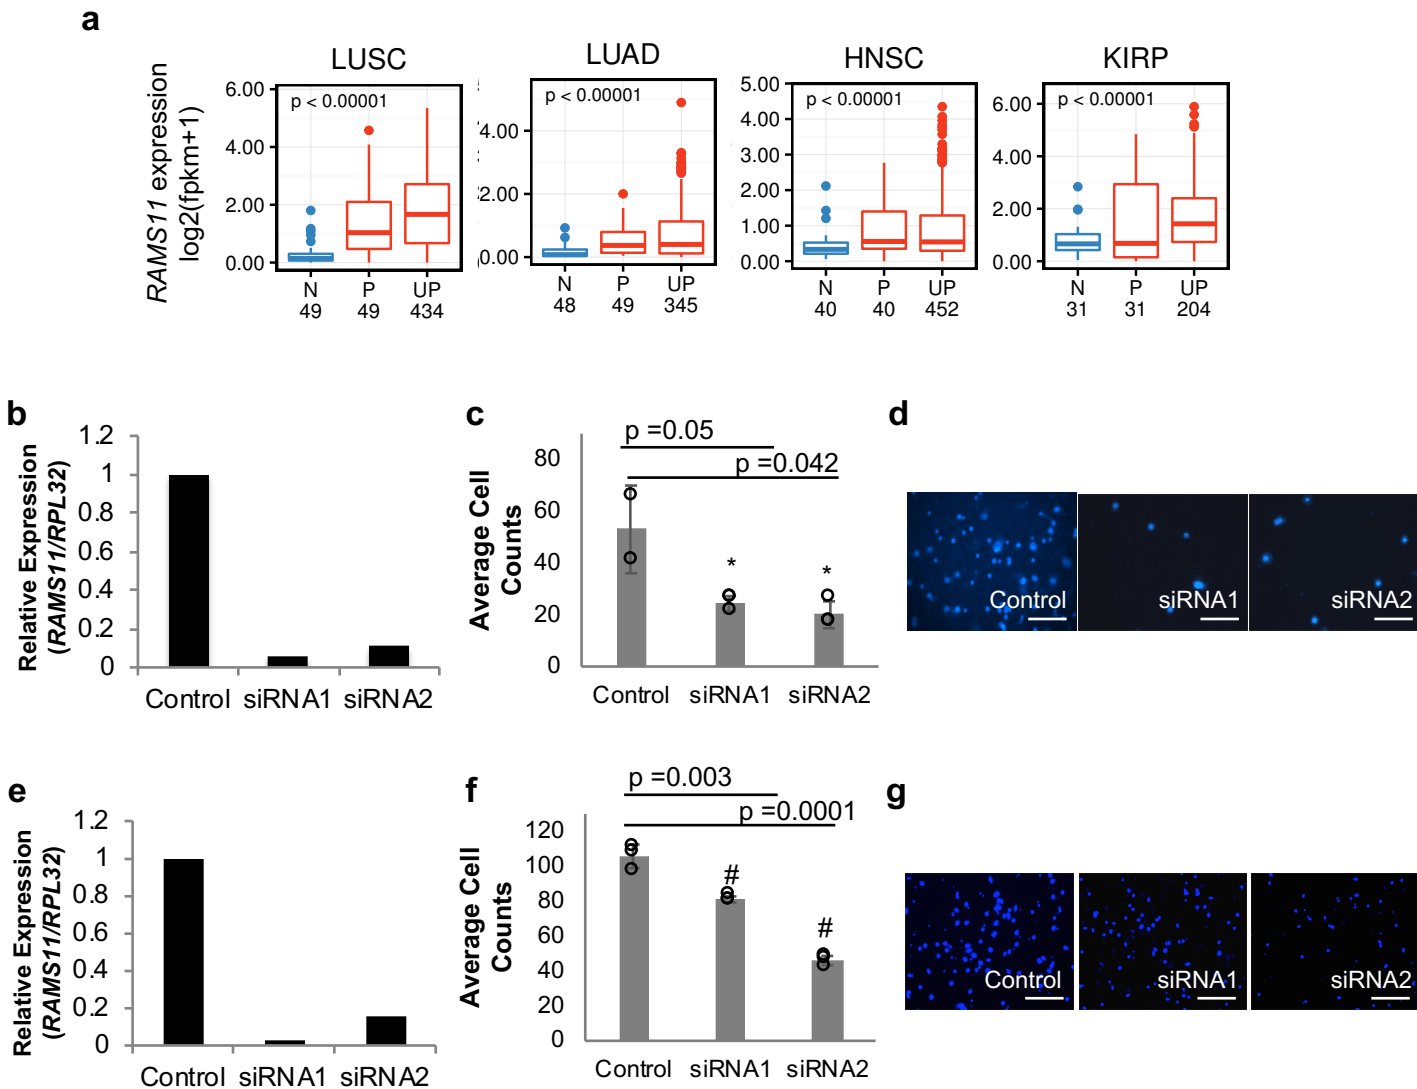 a
LUSC
LUAD
HNSC
KIRP
RAMS11 expression
log2(fpkm+1)
6.00
4.00
2.00
0.00
p < 0.00001
N
P
UP
49
49
434
4.00
2.00
0.00
p < 0.00001
N
P
UP
48
49
345
5.00
4.00
3.00
2.00
1.00
0.00
p < 0.00001
N
P
UP
40
40
452
6.00
4.00
2.00
0.00
p < 0.00001
N
P
UP
31
31
204
b
Relative Expression
(RAMS11/RPL32)
1.2
1
0.8
0.6
0.4
0.2
0
Control siRNA1 siRNA2
c
Average Cell
Counts
80
60
40
20
0
p =0.05
p =0.042
*
*
Control siRNA1 siRNA2
d
Control
siRNA1
siRNA2
e
Relative Expression
(RAMS11/RPL32)
1.2
1
0.8
0.6
0.4
0.2
0
Control siRNA1 siRNA2
f
Average Cell
Counts
120
100
80
60
40
20
0
p =0.003
p =0.0001
#
#
Control siRNA1 siRNA2
g
Control
siRNA1
siRNA2